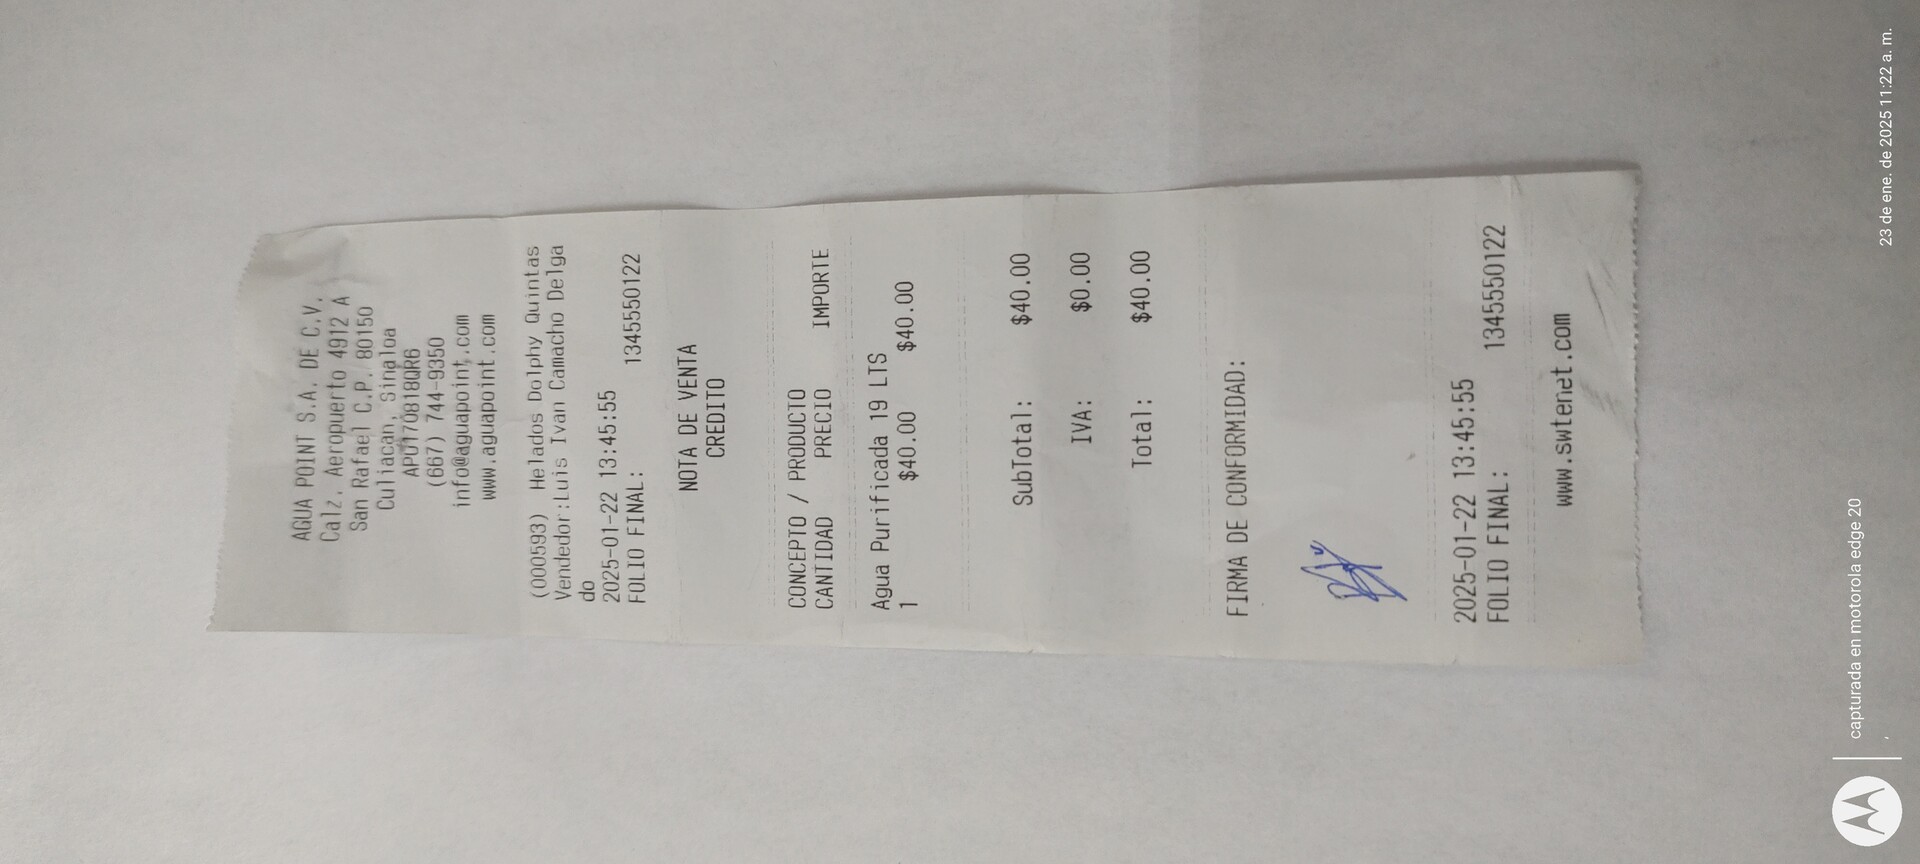 AGUA POINT S.A. DE C.V.
Calz. Aeropuerto 4912 A
San Rafael C.P. 80150
Culiacan, Sinaloa
APO170818QR6
(667) 744-9350
info@aguapoint.com
www.aguapoint.com
(000593) Helados Dolphy Quintas
Vendedor:Luis Ivan Camacho Delga
do
2025-01-22 13:45:55
FOLIO FINAL: 1345550122
NOTA DE VENTA
CREDITO
CONCEPTO / PRODUCTO
CANTIDAD PRECIO IMPORTE
Agua Purificada 19 LTS
1 $40.00 $40.00
SubTotal: $40.00
IVA: $0.00
Total: $40.00
FIRMA DE CONFORMIDAD:
2025-01-22 13:45:55
FOLIO FINAL: 1345550122
www.swtenet.com
capturada en motorola edge 20
23 de ene. de 2025 11:22 a. m.